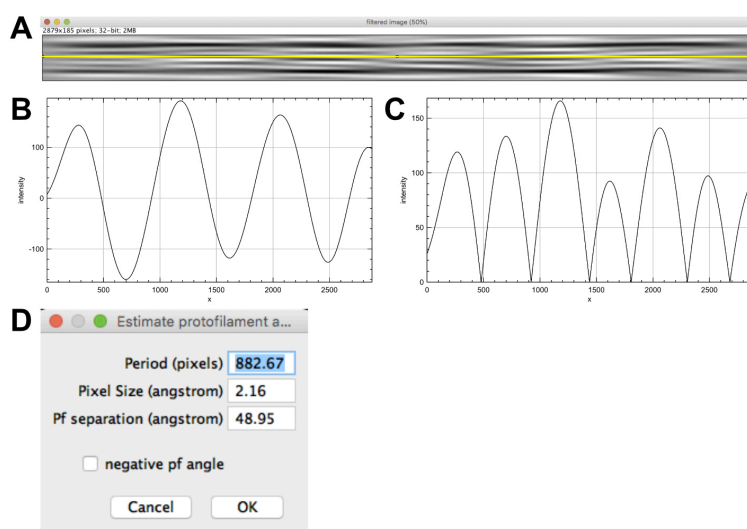 A
filtered image (50%)
2879x185 pixels; 32-bit; 2MB
B
100
0
-100
intensity
0
500
1000
1500
2000
2500
x
C
150
100
50
0
intensity
0
500
1000
1500
2000
2500
x
D
Estimate protofilament a...
Period (pixels) 882.67
Pixel Size (angstrom) 2.16
Pf separation (angstrom) 48.95
negative pf angle
Cancel OK